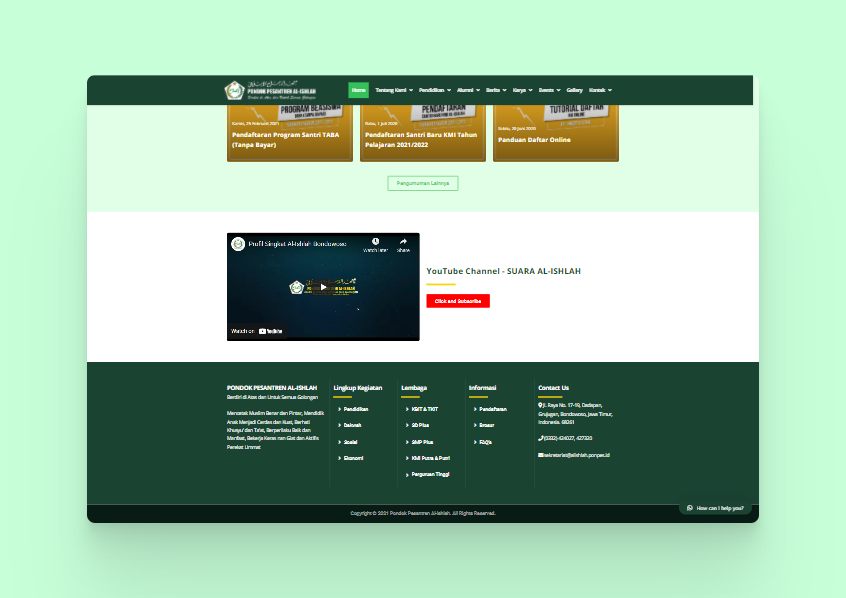 PONDOK PESANTREN AL-ISHLAH
Home
Tentang Kami
Pendidikan
Alumni
Berita
Karya
Events
Gallery
Kontak
PROGRAM BEASISWA
PENDAFTARAN
TUTORIAL DAFTAR
Kamis, 25 Februari 2021
Pendaftaran Program Santri TABA
(Tanpa Bayar)
Rabu, 1 Juli 2020
Pendaftaran Santri Baru KMI Tahun
Pelajaran 2021/2022
Sabtu, 20 Juni 2020
Panduan Daftar Online
Pengumuman Lainnya
Profil Singkat Al-Ishlah Bondowoso
Watch later
Share
Watch on YouTube
YouTube Channel - SUARA AL-ISHLAH
Click and Subscribe
PONDOK PESANTREN AL-ISHLAH
Berdiri di Atas dan Untuk Semua Golongan
Mencetak Muslim Benar dan Pintar, Mendidik
Anak Menjadi Cerdas dan Kuat, Berhati
Khusyu' dan Ta'at, Berperilaku Baik dan
Manfaat, Bekerja Keras nan Giat dan Aktifis
Perekat Ummat
Lingkup Kegiatan
Pendidikan
Dakwah
Sosial
Ekonomi
Lembaga
KBIT & TKIT
SD Plus
SMP Plus
KMI Putra & Putri
Perguruan Tinggi
Informasi
Pendaftaran
Brosur
FAQ's
Contact Us
Jl. Raya No. 17-19, Dadapan,
Grujugan, Bondowoso, Jawa Timur,
Indonesia. 68261
(0332) 424027, 427320
sekretariat@alishlah.ponpes.id
Copyright © 2021 Pondok Pesantren Al-Ishlah. All Rights Reserved.
How can I help you?